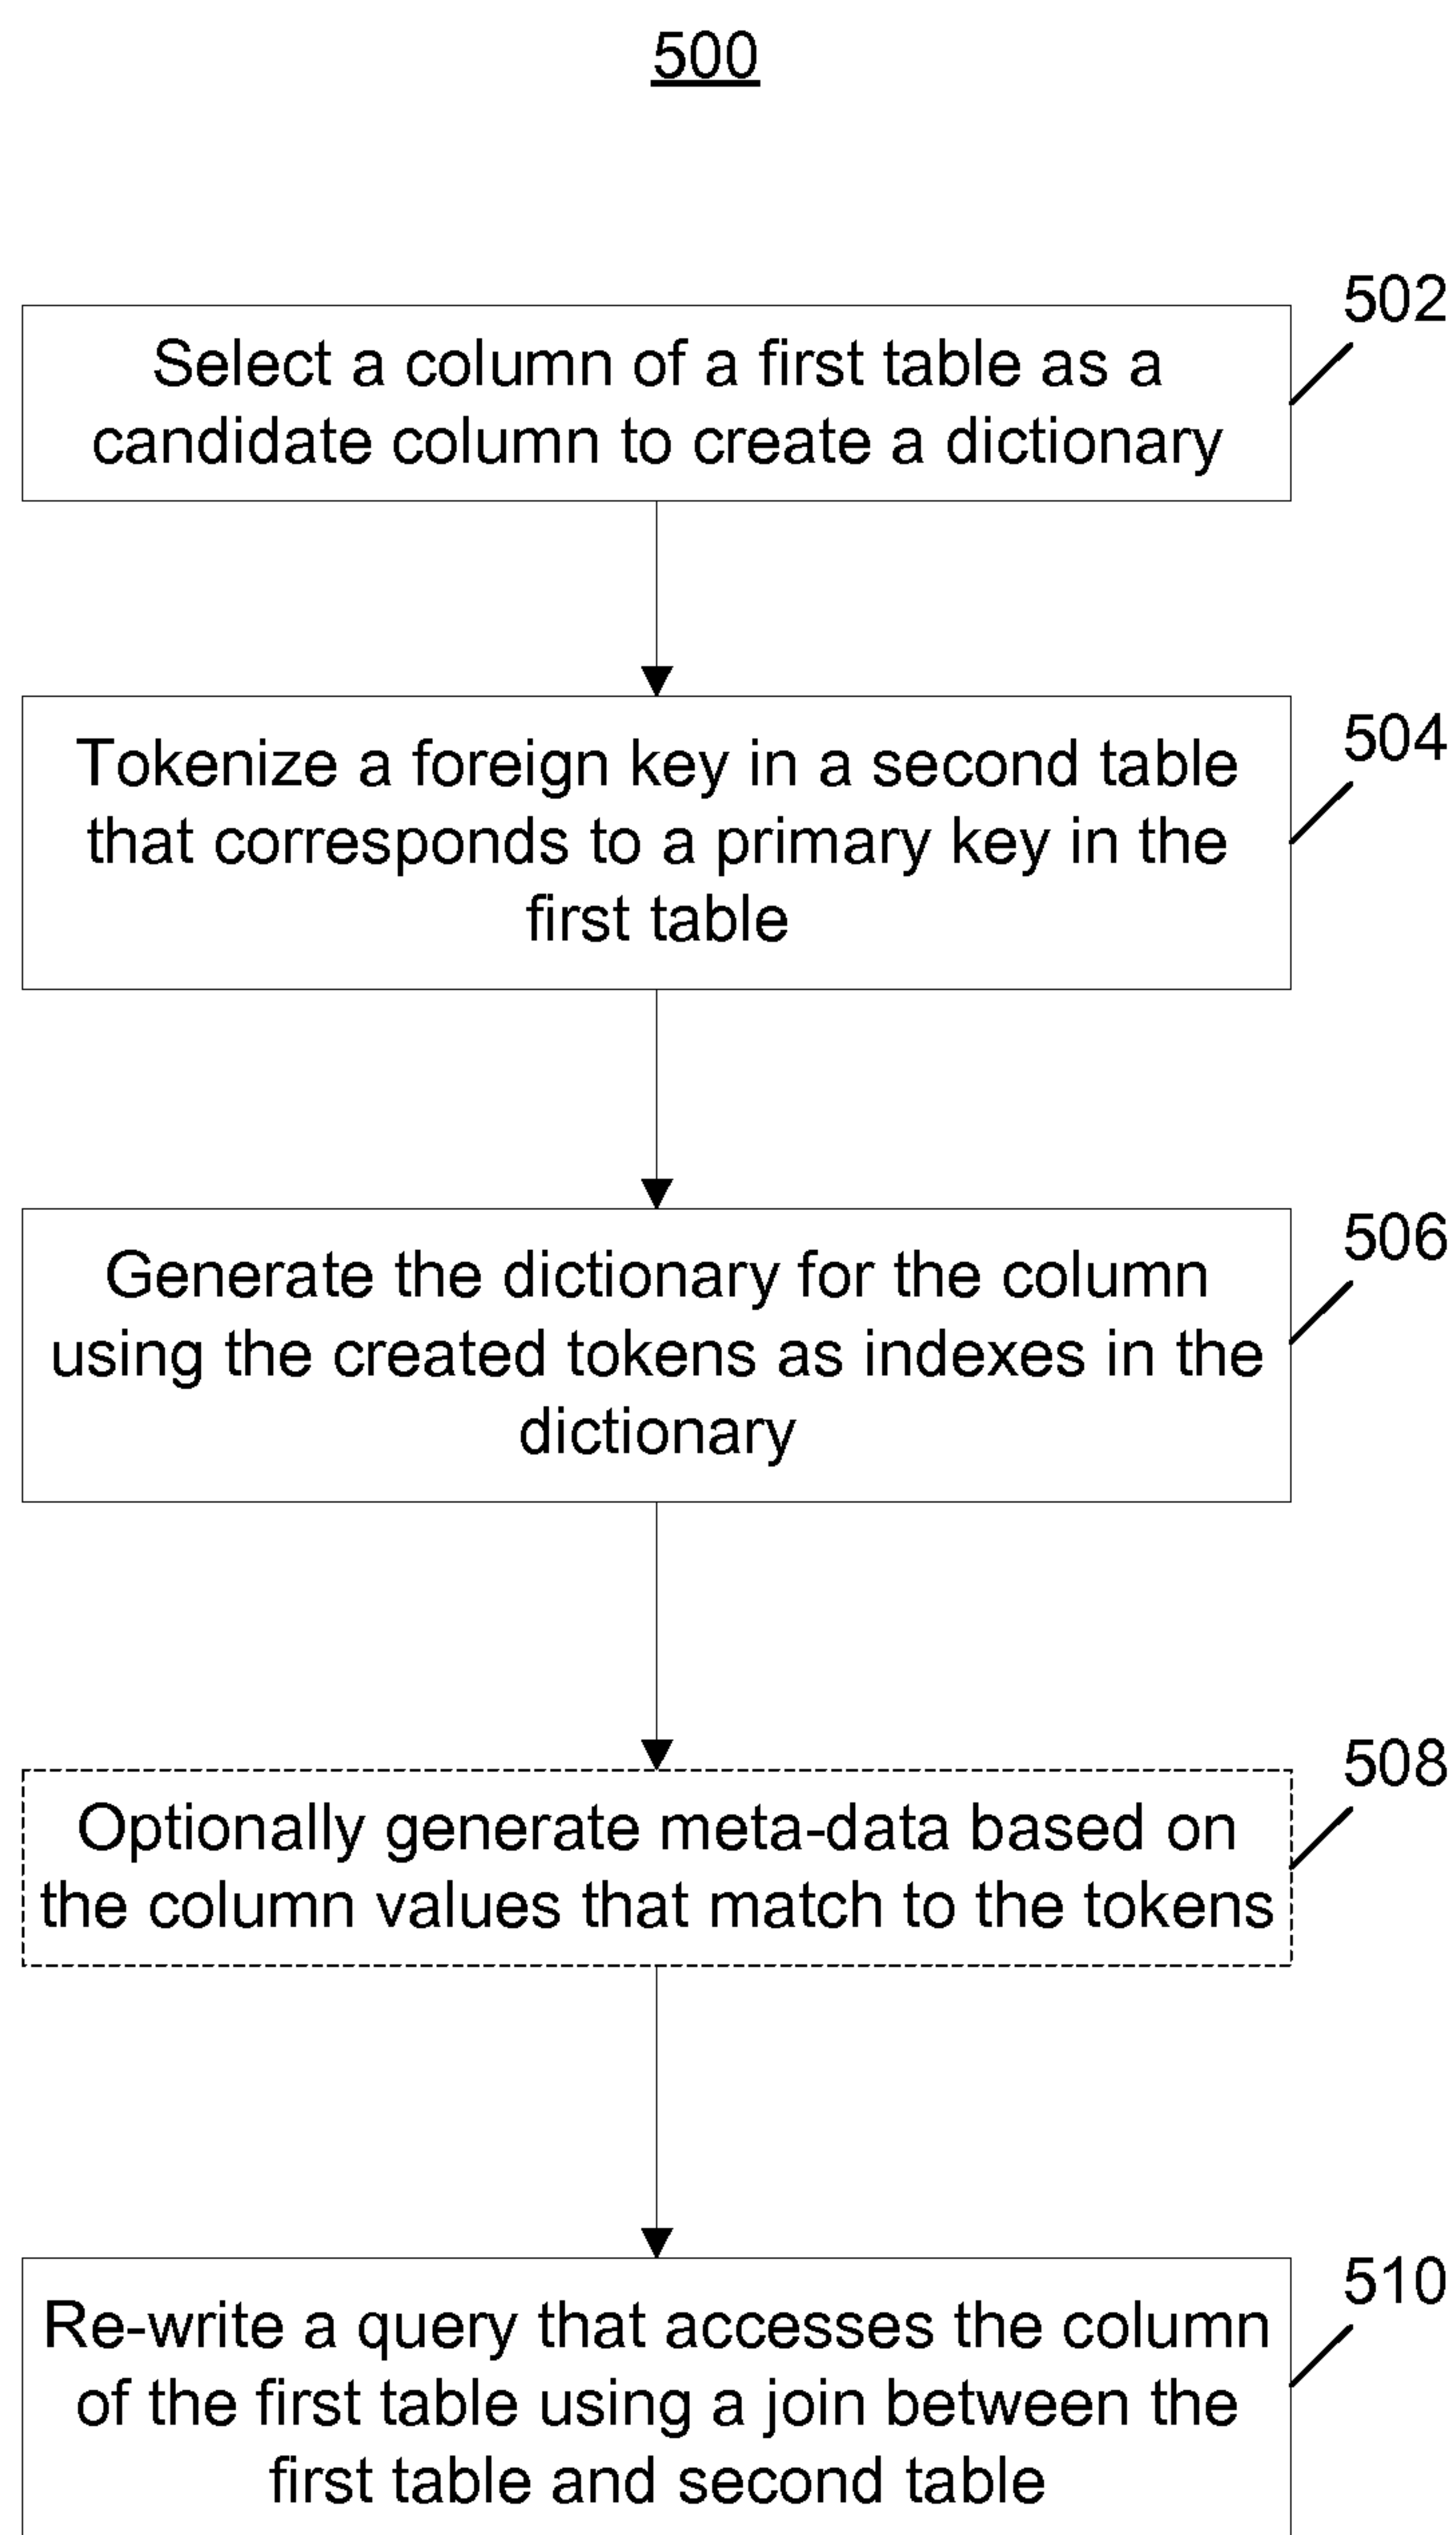 500
502
Select a column of a first table as a
candidate column to create a dictionary
504
Tokenize a foreign key in a second table
that corresponds to a primary key in the
first table
506
Generate the dictionary for the column
using the created tokens as indexes in the
dictionary
508
Optionally generate meta-data based on
the column values that match to the tokens
510
Re-write a query that accesses the column
of the first table using a join between the
first table and second table